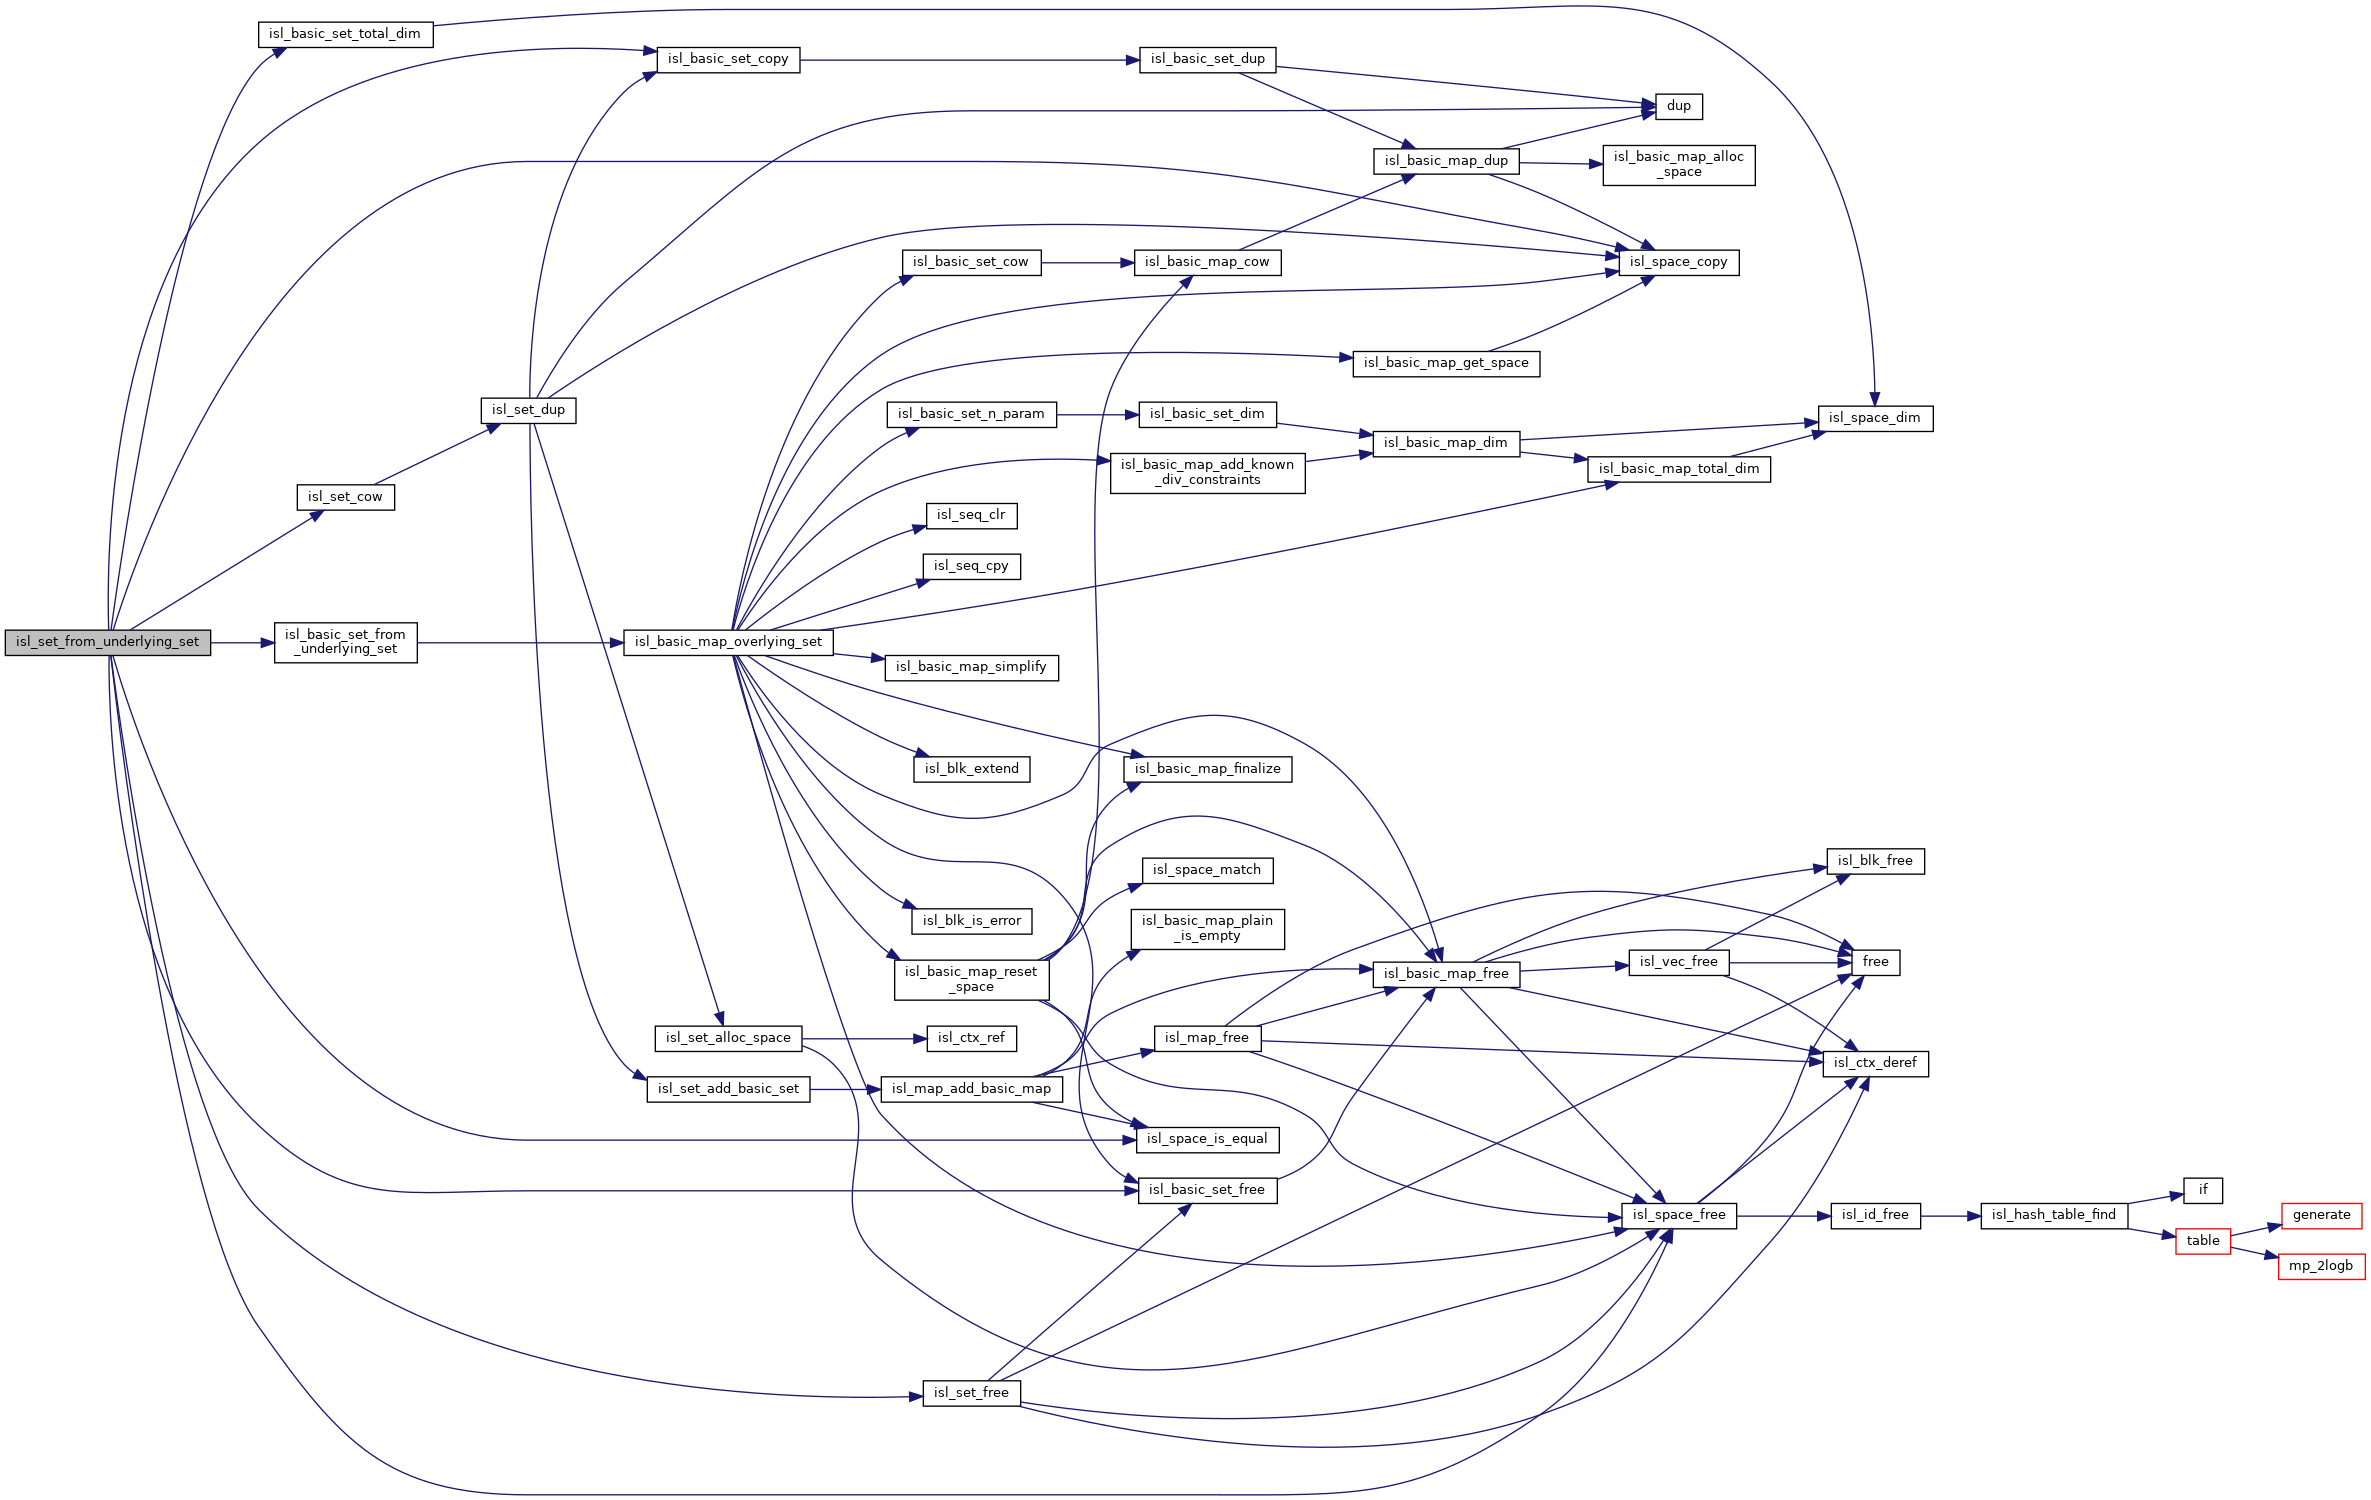 isl_basic_set_total_dim
isl_basic_set_copy
isl_basic_set_dup
dup
isl_basic_map_dup
isl_basic_map_alloc
_space
isl_basic_set_cow
isl_basic_map_cow
isl_space_copy
isl_basic_map_get_space
isl_set_dup
isl_basic_set_n_param
isl_basic_set_dim
isl_space_dim
isl_basic_map_dim
isl_basic_map_add_known
_div_constraints
isl_basic_map_total_dim
isl_set_cow
isl_seq_clr
isl_seq_cpy
isl_set_from_underlying_set
isl_basic_set_from
_underlying_set
isl_basic_map_overlying_set
isl_basic_map_simplify
isl_blk_extend
isl_basic_map_finalize
isl_space_match
isl_blk_free
isl_blk_is_error
isl_basic_map_plain
_is_empty
isl_basic_map_reset
_space
isl_basic_map_free
isl_vec_free
free
isl_set_alloc_space
isl_ctx_ref
isl_map_free
isl_ctx_deref
isl_set_add_basic_set
isl_map_add_basic_map
isl_space_is_equal
isl_basic_set_free
isl_space_free
isl_id_free
isl_hash_table_find
if
generate
table
mp_2logb
isl_set_free